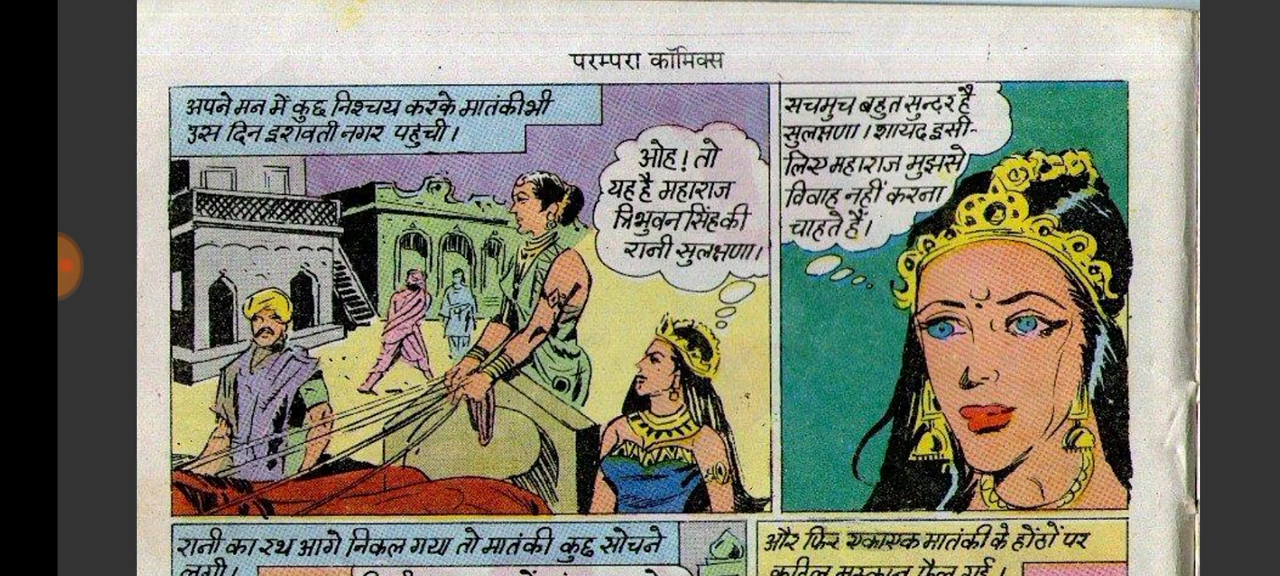 परम्परा कॉमिक्स
अपने मन में कुछ निश्चय करके मातंकी भी
उस दिन इरावती नगर पहुंची।
ओह! तो
यह है महाराज
त्रिभुवन सिंह की
रानी सुलक्षणा।
सचमुच बहुत सुन्दर है
सुलक्षणा। शायद इसी-
लिए महाराज मुझसे
विवाह नहीं करना
चाहते हैं।
रानी का रथ आगे निकल गया तो मातंकी कुछ सोचने
लगी।
और फिर एकाएक मातंकी के होंठों पर
कुटिल मुस्कान फैल गई।